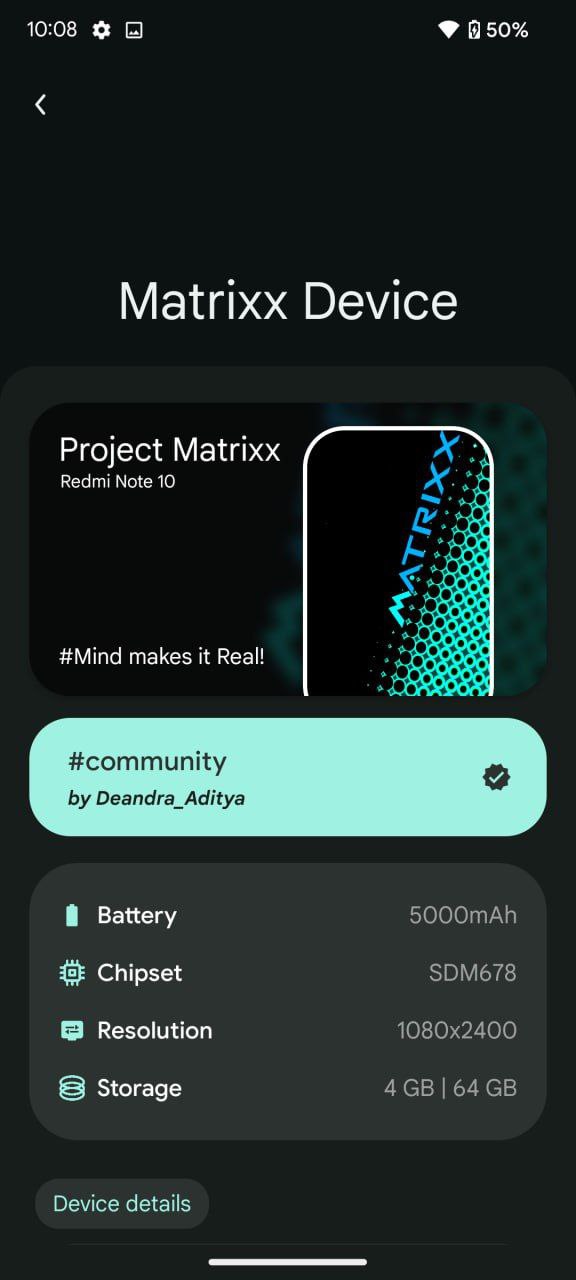 10:08
50%
Matrixx Device
Project Matrixx
Redmi Note 10
MATRIXX
#Mind makes it Real!
#community
by Deandra_Aditya
Battery 5000mAh
Chipset SDM678
Resolution 1080x2400
Storage 4 GB | 64 GB
Device details